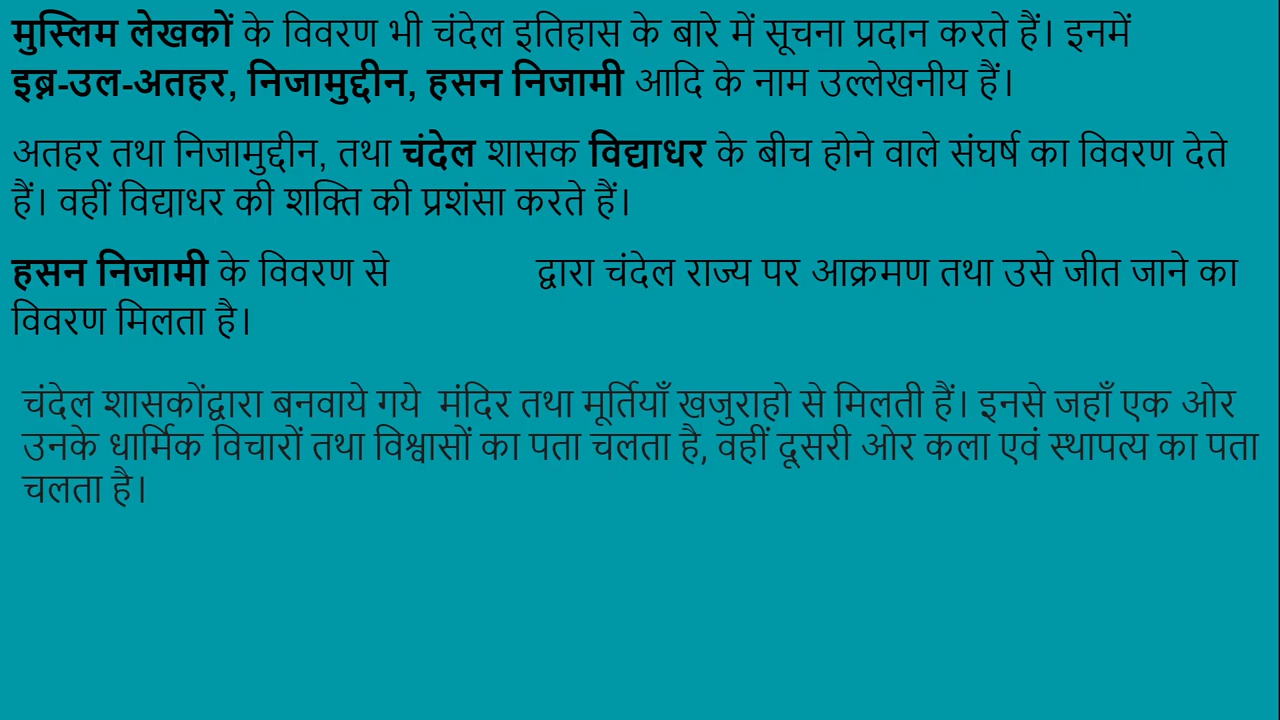 मुस्लिम लेखकों के विवरण भी चंदेल इतिहास के बारे में सूचना प्रदान करते हैं। इनमें
इब्न-उल-अतहर, निजामुद्दीन, हसन निजामी आदि के नाम उल्लेखनीय हैं।
अतहर तथा निजामुद्दीन, तथा चंदेल शासक विद्याधर के बीच होने वाले संघर्ष का विवरण देते
हैं। वहीं विद्याधर की शक्ति की प्रशंसा करते हैं।
हसन निजामी के विवरण से द्वारा चंदेल राज्य पर आक्रमण तथा उसे जीत जाने का
विवरण मिलता है।
चंदेल शासकोंद्वारा बनवाये गये मंदिर तथा मूर्तियाँ खजुराहो से मिलती हैं। इनसे जहाँ एक ओर
उनके धार्मिक विचारों तथा विश्वासों का पता चलता है, वहीं दूसरी ओर कला एवं स्थापत्य का पता
चलता है।